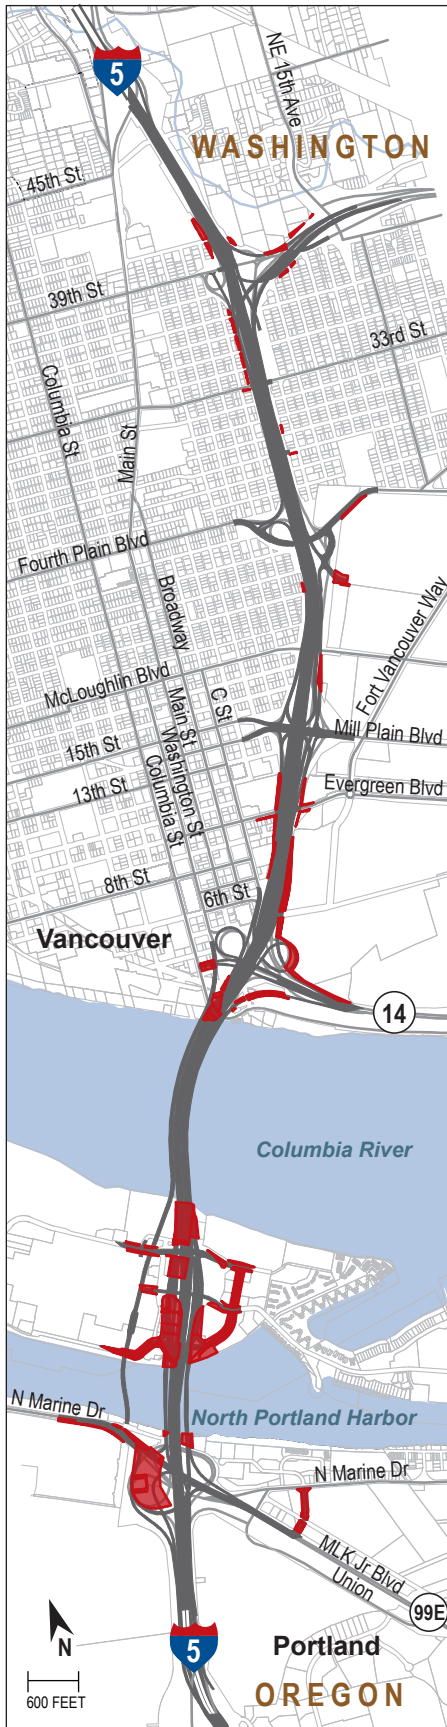 5
NE 15th Ave
WASHINGTON
45th St
39th St
33rd St
Columbia St
Main St
Fourth Plain Blvd
Broadway
Fort Vancouver Way
McLoughlin Blvd
C St
Main St
Mill Plain Blvd
15th St
Washington St
Evergreen Blvd
13th St
Columbia St
8th St
6th St
Vancouver
14
Columbia River
N Marine Dr
North Portland Harbor
N Marine Dr
MLK Jr Blvd
Union
99E
N
5
Portland
600 FEET
OREGON